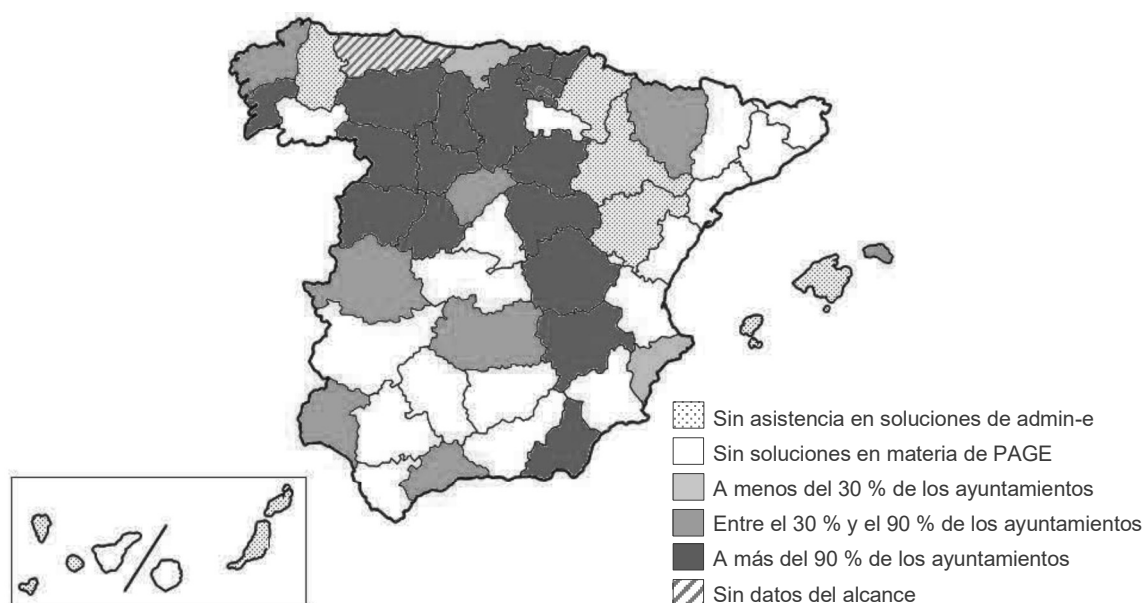 Sin asistencia en soluciones de admin-e
Sin soluciones en materia de PAGE
A menos del 30 % de los ayuntamientos
Entre el 30 % y el 90 % de los ayuntamientos
A más del 90 % de los ayuntamientos
Sin datos del alcance